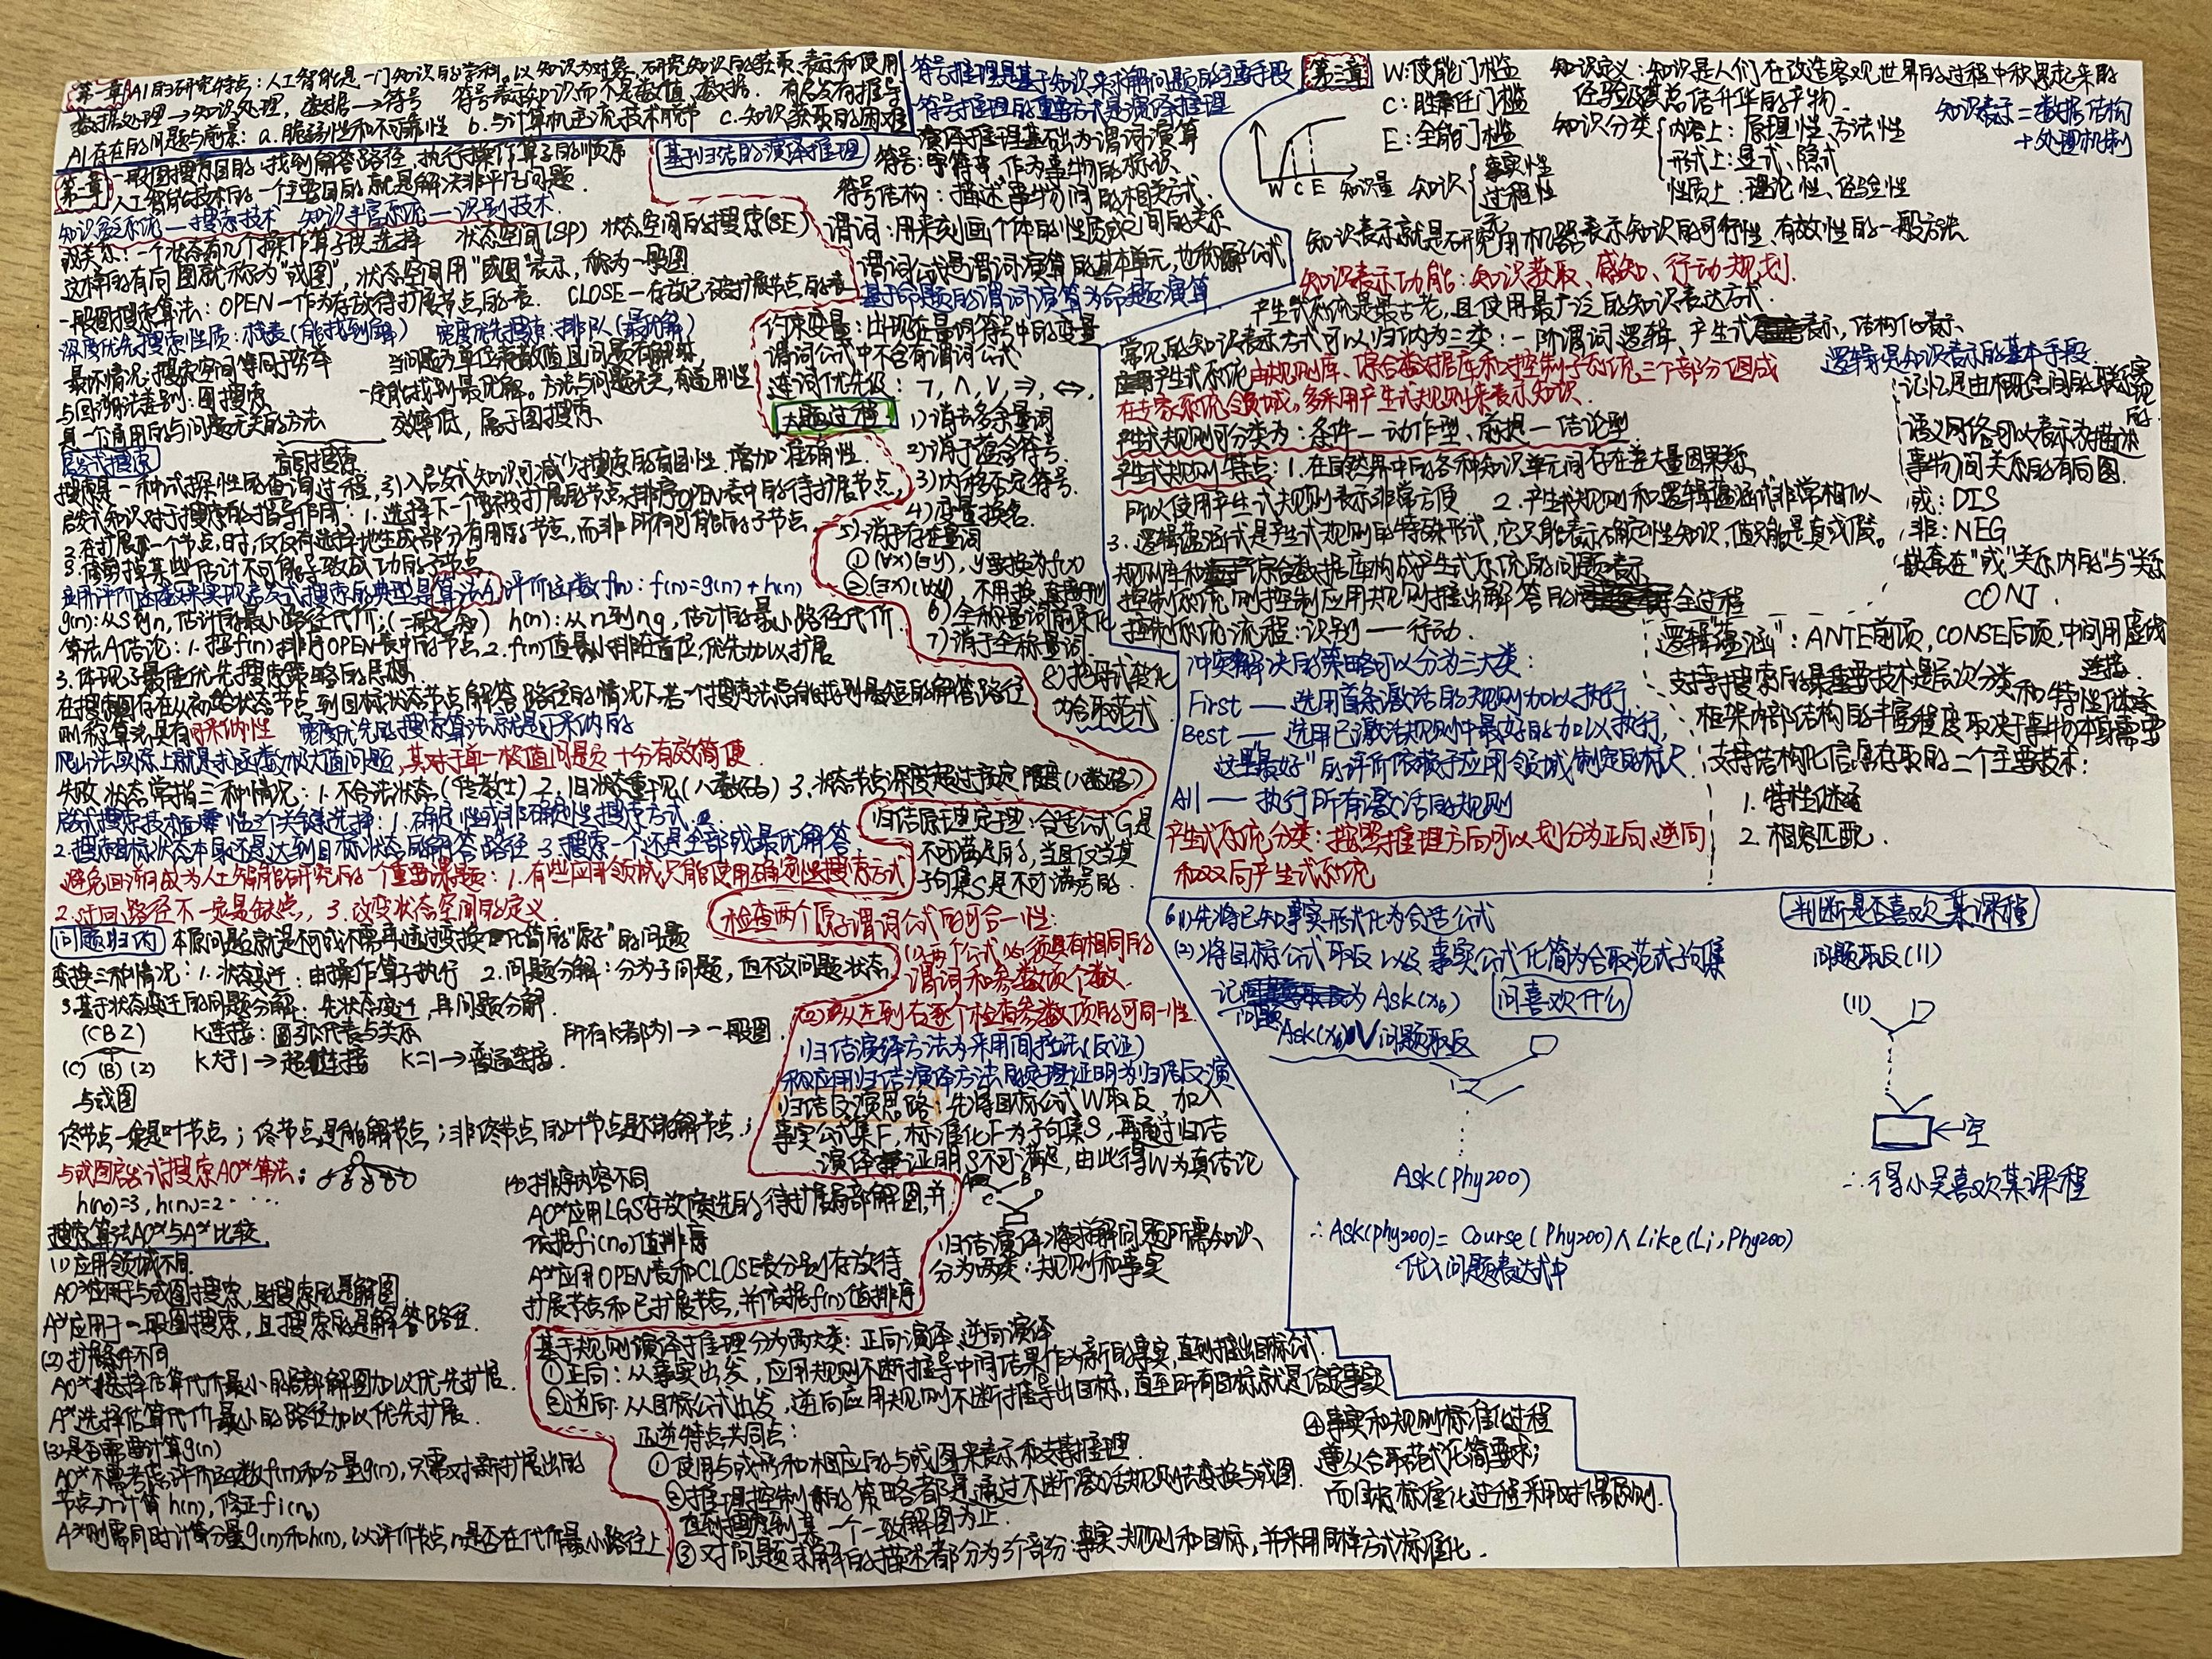 第一章 AI的研究特点：人工智能是一门知识的学科。以知识为对象，研究知识的获取、表示和使用
数据处理→知识处理，数据→符号 符号表示知识而不是数值、数据. 有启发有推导
AI存在的问题与前景：a.脆弱性和不可靠性 b.与计算机主流技术脱节 c.知识获取的困难
一般图搜索目的：找到解答路径，执行操作算子的顺序
第二章 人工智能技术的一个主要目的就是解决非平凡问题.
知识贫乏系统—搜索技术 知识丰富系统—识别技术.
或关系：一个状态有几个操作算子供选择 状态空间(SP) 状态空间的搜索(SE)
这样的有向图就称为"或图"，状态空间用"或图"表示，称为一般图.
一般图搜索算法：OPEN—作为存放待扩展节点的表. CLOSE—存放已被扩展节点的表
深度优先搜索性质：栈表(能找到解) 宽度优先搜索：排队(最优解)
最坏情况：搜索空间等同于穷举 当问题为单位耗散值且问题有解时，
与回溯法差别：图搜索 一定能找到最优解。方法与问题无关，有通用性
是一个通用的与问题无关的方法 效率低，属于图搜索.
启发式搜索 盲目搜索
搜索是一种试探性的查询过程，引入启发式知识可减少搜索的盲目性，增加准确性.
启发式知识对于搜索的指导作用：1.选择下一个要被扩展的节点，排序OPEN表中的待扩展节点
2.在扩展一个节点时，仅仅有选择地生成部分有用的节点，而非所有可能的子节点
3.修剪掉某些估计不可能导致成功的子节点
应用评价函数来实现启发式搜索的典型是算法A 评价函数f(n)：f(n)=g(n)+h(n)
g(n)：从S到n，估计的最小路径代价； h(n)：从n到ng，估计的最小路径代价.
算法A结论：1.按f(n)排序OPEN表中的节点 2.f(n)值最小排在首位，优先加以扩展
3.体现了最佳优先搜索策略的思想.
在搜索图存在从初始状态节点到目标状态节点解答路径的情况下若一个搜索法总能找到最短的解答路径
则称算法具有可采纳性 宽度优先的搜索算法就是可采纳的
爬山法实际上就是求函数极大值问题，其对于单一极值问题十分有效简便
失败状态常指三种情况：1.不合法状态(传教士) 2.旧状态重现(八数码) 3.状态节点深度超过预定限度(八数码)
启发式搜索技术 3个关键选择：1.确定性或非确定性搜索方式
2.搜索目标状态本身还是达到目标状态的解答路径 3.搜索一个还是全部或最优解答.
避免回溯成为人工智能研究的一个重要课题：1.有些应用领域只能使用确定性搜索方式
2.迂回路径不一定是缺点， 3.改变状态空间的定义.
问题归约 本原问题就是不可或不需再通过变换化简的"原子"的问题
变换三种情况：1.状态变迁：由操作算子执行 2.问题分解：分为子问题，但不改问题状态
3.基于状态变迁的问题分解：先状态变迁，再问题分解.
(CBZ) K连接：圆弧代表与关系 所有k都为1→一般图.
(C) (B) (Z) K大于1→超链连接 K=1→普通连接.
与或图
终节点一定是叶节点；终节点是能解节点；非终节点的叶节点是不能解节点；
与或图启发式搜索AO*算法：
h(n0)=3, h(n1)=2 ····
搜索算法AO*与A*比较
(1)应用领域不同.
AO*应用于与或图搜索，且搜索的是解图.
A*应用于一般图搜索，且搜索的是解答路径.
(2)扩展条件不同
AO*选择估算代价最小的局部解图加以优先扩展.
A*选择估算代价最小的路径加以优先扩展.
(3)是否需要计算g(n)
AO*不需考虑评价函数f(n)和分量g(n)，只需对新扩展出的
节点n计算h(n)，修正fi(n0)
A*则需同时计算分量g(n)和h(n)，以评价节点n是否在代价最小路径上
(4)排序内容不同
AO*应用LGS存放候选的待扩展局部解图，并
依据fi(n0)值排序
A*应用OPEN表和CLOSE表分别存放待
扩展节点和已扩展节点，并依据f(n)值排序
符号推理是基于知识来求解问题的主要手段
符号推理的重要方式是演绎推理
基于归结的演绎推理 演绎推理基础为谓词演算
符号：字符串，作为事物的标识
符号结构：描述事物间的相关方式.
谓词：用来刻画个体的性质或之间的关系
谓词公式是谓词演算的基本单元，也称原子公式
基于命题的谓词演算为命题演算
约束变量：出现在量词符号中的变量
谓词公式中不含有谓词公式
连词优先级：¬，∧，∨，⇒，⇔，
大题过程 1)消去多余量词
2)消于蕴含符号.
3)内移否定符号.
4)变量换名.
5)消于存在量词
①(∀x)(∃y)，y要换为f(x)
②(∃x)(∀y)，不用换
6)全称量词前束化
7)消于全称量词.
8)把母式转化
为合取范式.
归结原理定理：合适公式G是
不可满足的，当且仅当其
子句集S是不可满足的.
检查两个原子谓词公式的可合一性：
(1)两个公式必须具有相同的
谓词和参数项个数.
(2)从左到右逐个检查参数项的可同一性.
归结演绎方法为采用间接法(反证)
称应用归结演绎方法的定理证明为归结反演
归结反演思路：先将目标公式W取反，加入
事实公式集F，标准化F为子句集S，再通过归结
演绎证明S不可满足，由此得W为真结论
A B
C D
归结演绎将求解问题所需知识、
分为两类：规则和事实
基于规则演绎推理分为两大类：正向演绎、逆向演绎
①正向：从事实出发，应用规则不断推导中间结果作为新的事实，直到推出目标公式.
②逆向：从目标公式出发，逆向应用规则不断推导出目标，直至所有目标就是给定事实
正逆特点共同点：
①使用与或形和相应的与或图来表示和支持推理
②推理控制的策略都是通过不断激活规则去变换与或图.
直到搜索到某一个一致解图为止.
③对问题求解的描述都分为3个部分：事实、规则和目标，并采用同样方式标准化.
④事实和规则标准化过程
遵从合取范式化简要求；
而目标标准化过程采用对偶原则.
第三章 W：使能门槛
C：胜任门槛
E：全能门槛
W C E 知识量 知识 事实性
过程性
知识定义：知识是人们在改造客观世界的过程中积累起来的
经验及其总结升华的产物.
知识分类 内容上：原理性、方法性
形式上：显式、隐式
性质上：理论性、经验性
知识表示=数据结构
+处理机制
知识表示就是研究用机器表示知识的可行性、有效性的一般方法
知识表示功能：知识获取、感知、行动规划.
产生式系统是最古老，且使用最广泛的知识表达方式.
常见的知识表示方式可以归纳为三类：一阶谓词逻辑、产生式表示，结构化表示.
产生式系统由规则库、综合数据库和控制子系统三个部分组成
在专家系统领域，多采用产生式规则来表示知识.
产生式规则可分类为：条件—动作型、前提—结论型
产生式规则特点：1.在自然界中的各种知识单元间存在着大量因果关系
所以使用产生式规则表示非常方便 2.产生式规则和逻辑蕴涵式非常相似
3.逻辑蕴涵式是产生式规则的特殊形式，它只能表示确定性知识，值只能是真或假.
规则库和综合数据库构成产生式系统的问题表示
控制系统则控制应用规则推出解答的全过程
控制系统流程：识别——行动.
冲突解决的策略可以分为三大类：
First — 选用首条激活的规则加以执行
Best — 选用已激活规则中最好的加以执行，
这里"最好"的评价依赖于应用领域制定的标尺
All — 执行所有激活的规则
产生式系统分类：按照推理方向可以划分为正向、逆向
和双向产生式系统
逻辑是知识表示的基本手段.
记忆是由概念间的联系实现的.
语义网络可以表示为描述
事物间关系的有向图.
或：DIS
非：NEG
嵌套在"或"关系内的"与"关系
CONJ.
逻辑"蕴涵"：ANTE前项，CONSE后项，中间用虚线
连接.
支持搜索的最重要技术是层次分类和特性继承
框架内部结构的丰富程度取决于事物本身需要
支持结构化信息存取的二个主要技术：
1. 特性继承
2. 相容匹配.
6 (1)先将已知事实形式化为合适公式
(2)将目标公式取反以及事实公式化简为合取范式子句集
记问题为Ask(x6) 问喜欢什么
Ask(x6)∨问题取反
Ask(Phy200)
∴Ask(phy200)=Course(Phy200)∧Like(Li,Phy200)
代入问题表达式中
判断是否喜欢某课程
问题取反(11)
(11)
←空
∴得小吴喜欢某课程